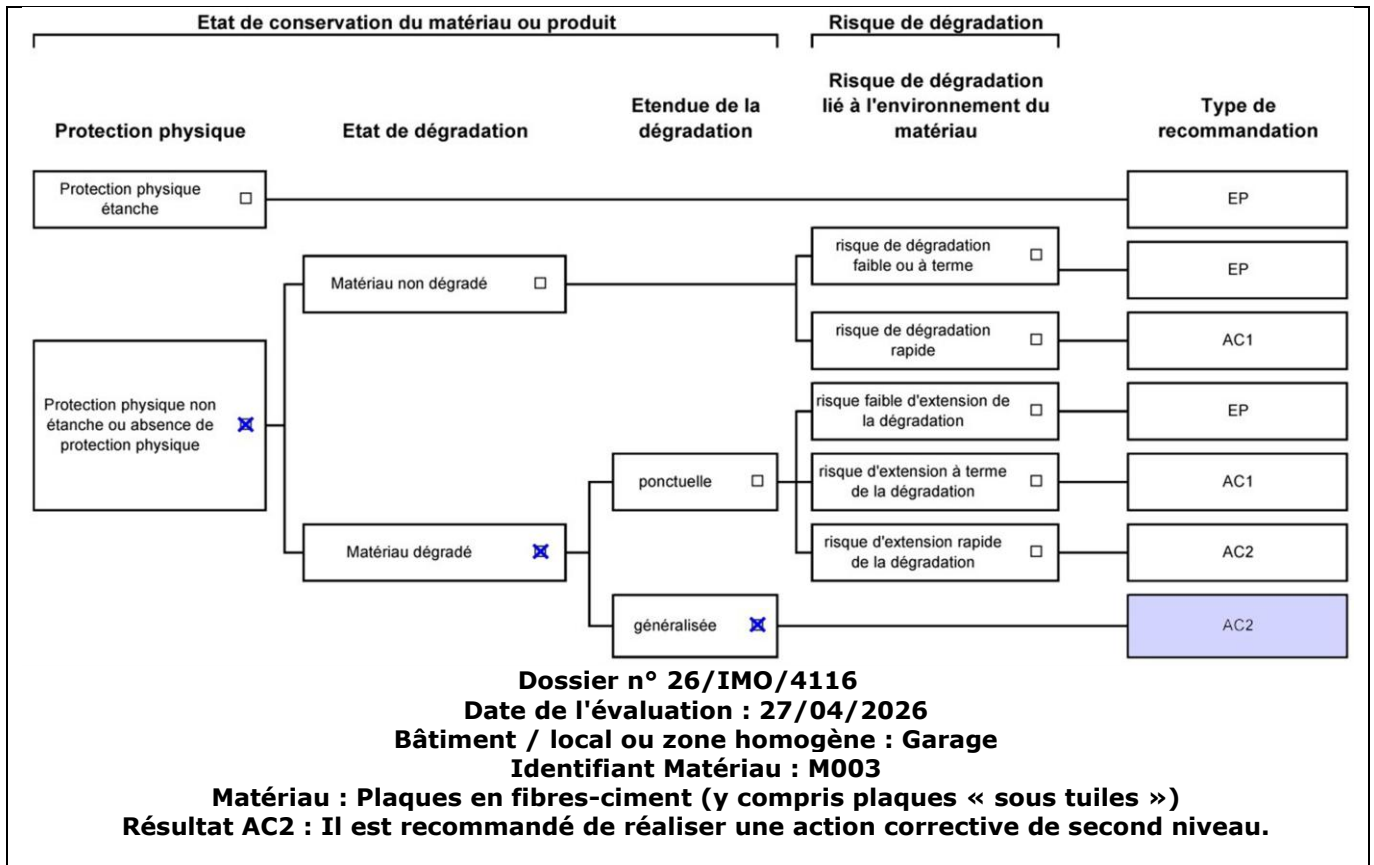 Etat de conservation du matériau ou produit
Risque de dégradation
Protection physique
Etat de dégradation
Etendue de la
dégradation
Risque de dégradation
lié à l'environnement du
matériau
Type de
recommandation
Protection physique
étanche
EP
Matériau non dégradé
risque de dégradation
faible ou à terme
EP
risque de dégradation
rapide
AC1
Protection physique non
étanche ou absence de
protection physique
risque faible d'extension de
la dégradation
EP
ponctuelle
risque d'extension à terme
de la dégradation
AC1
Matériau dégradé
risque d'extension rapide
de la dégradation
AC2
généralisée
AC2
Dossier n° 26/IMO/4116
Date de l'évaluation : 27/04/2026
Bâtiment / local ou zone homogène : Garage
Identifiant Matériau : M003
Matériau : Plaques en fibres-ciment (y compris plaques « sous tuiles »)
Résultat AC2 : Il est recommandé de réaliser une action corrective de second niveau.